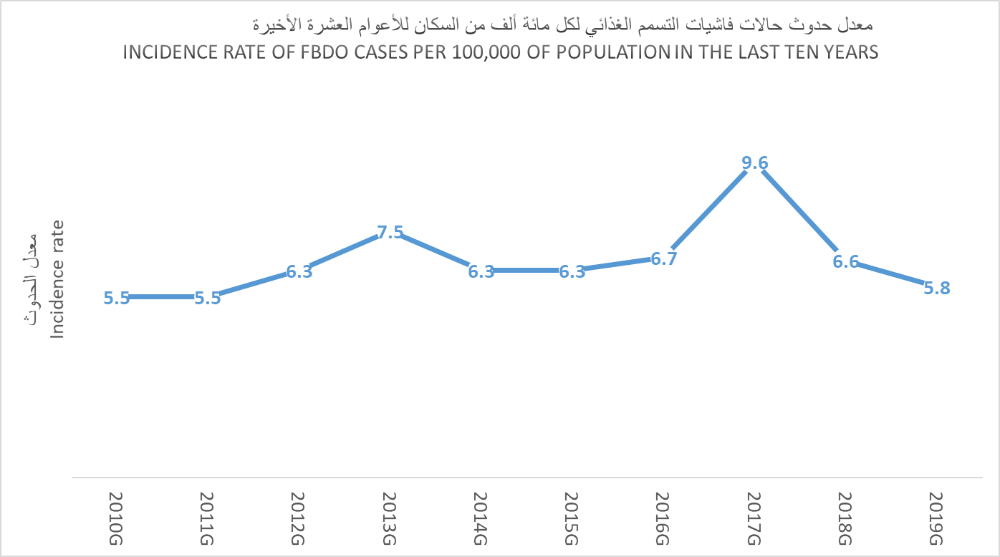 معدل حدوث حالات فاشيات التسمم الغذائي لكل مائة ألف من السكان للأعوام العشرة الأخيرة
INCIDENCE RATE OF FBDO CASES PER 100,000 OF POPULATION IN THE LAST TEN YEARS
معدل الحدوث
Incidence rate
5.5
5.5
6.3
7.5
6.3
6.3
6.7
9.6
6.6
5.8
2010G
2011G
2012G
2013G
2014G
2015G
2016G
2017G
2018G
2019G